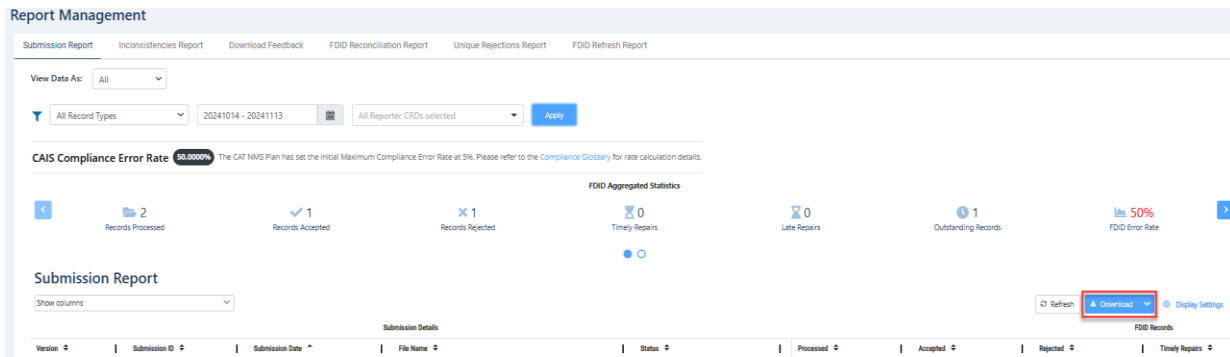 Report Management
Submission Report Inconsistencies Report Download Feedback FDID Reconciliation Report Unique Rejections Report FDID Refresh Report
View Data As: All
All Record Types 20241014 - 20241113 All Reporter CRDs selected Apply
CAIS Compliance Error Rate 50.0000% The CAT NMS Plan has set the initial Maximum Compliance Error Rate at 5%. Please refer to the Compliance Glossary for rate calculation details.
FDID Aggregated Statistics
2 1 1 0 0 1 50%
Records Processed Records Accepted Records Rejected Timely Repairs Late Repairs Outstanding Records FDID Error Rate
Submission Report
Show columns Refresh Download Display Settings
Submission Details FDID Records
Version Submission ID Submission Date File Name Status Processed Accepted Rejected Timely Repairs